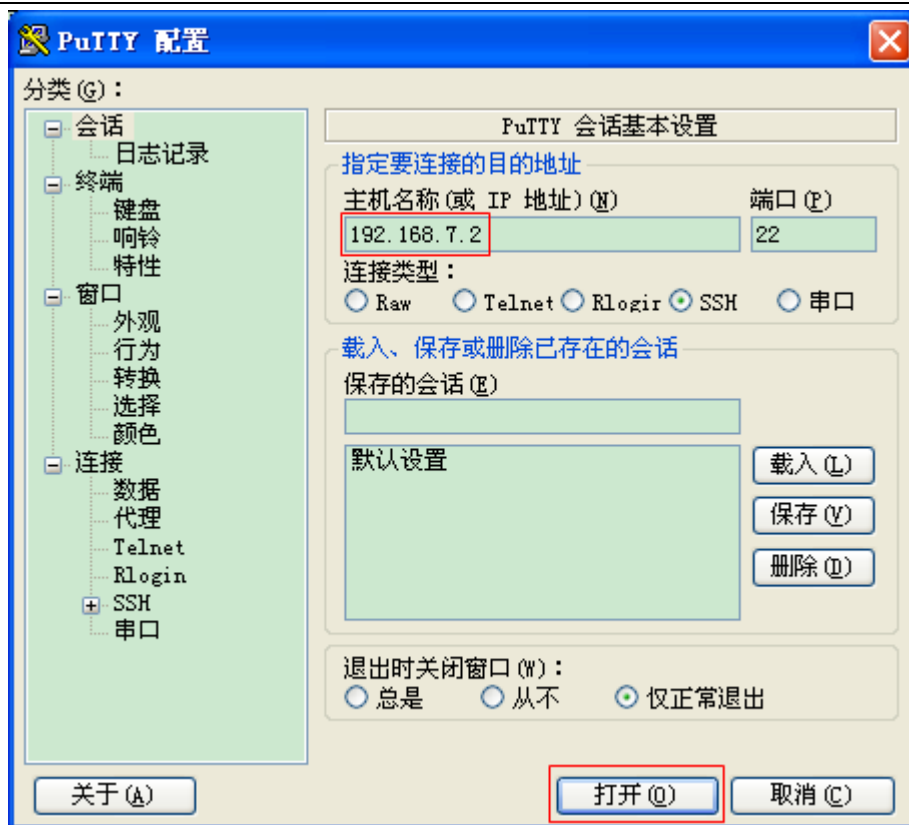 PuTTY 配置
分类(G)：
会话
日志记录
终端
键盘
响铃
特性
窗口
外观
行为
转换
选择
颜色
连接
数据
代理
Telnet
Rlogin
SSH
串口
PuTTY 会话基本设置
指定要连接的目的地址
主机名称(或 IP 地址)(N) 端口(P)
192.168.7.2 22
连接类型：
Raw Telnet Rlogir SSH 串口
载入、保存或删除已存在的会话
保存的会话(E)
默认设置
载入(L)
保存(V)
删除(D)
退出时关闭窗口(W)：
总是 从不 仅正常退出
关于(A) 打开(O) 取消(C)